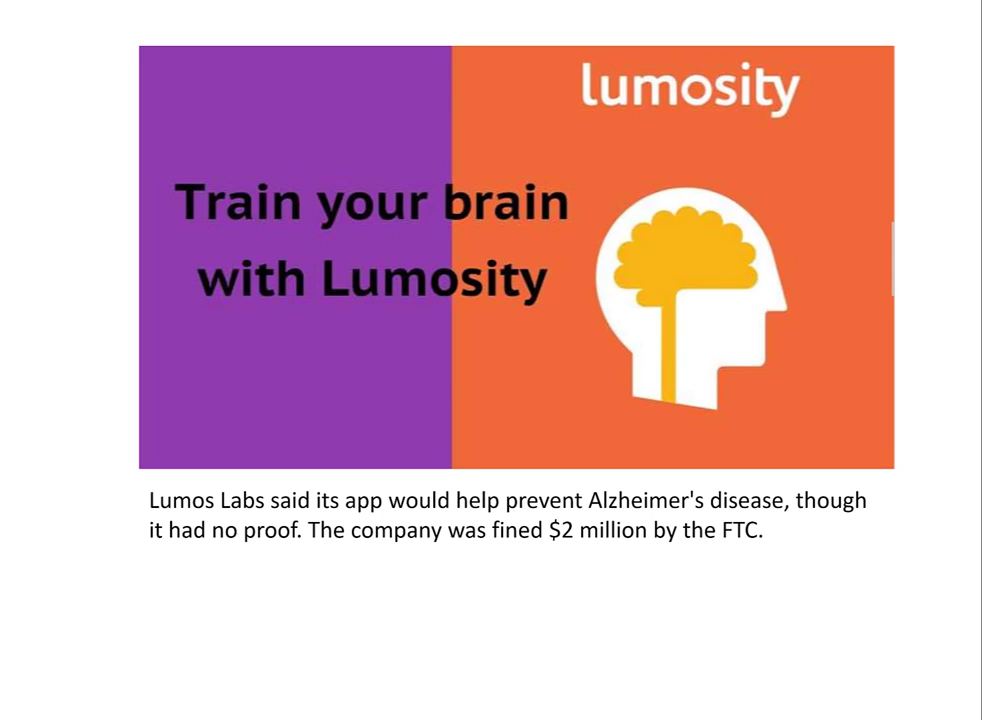 lumosity
Train your brain
with Lumosity
Lumos Labs said its app would help prevent Alzheimer's disease, though
it had no proof. The company was fined $2 million by the FTC.